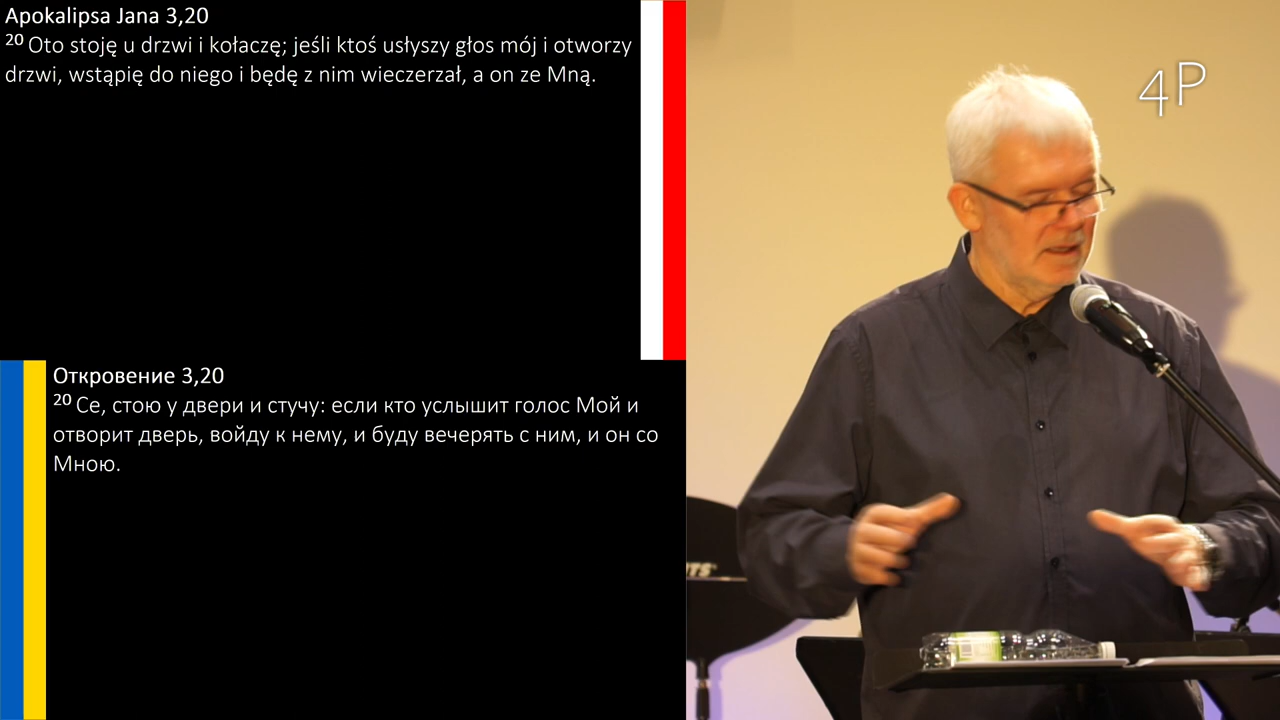 Apokalipsa Jana 3,20
20 Oto stoję u drzwi i kołaczę; jeśli ktoś usłyszy głos mój i otworzy
drzwi, wstąpię do niego i będę z nim wieczerzał, a on ze Mną.
Откровение 3,20
20 Се, стою у двери и стучу: если кто услышит голос Мой и
отворит дверь, войду к нему, и буду вечерять с ним, и он со
Мною.
4P